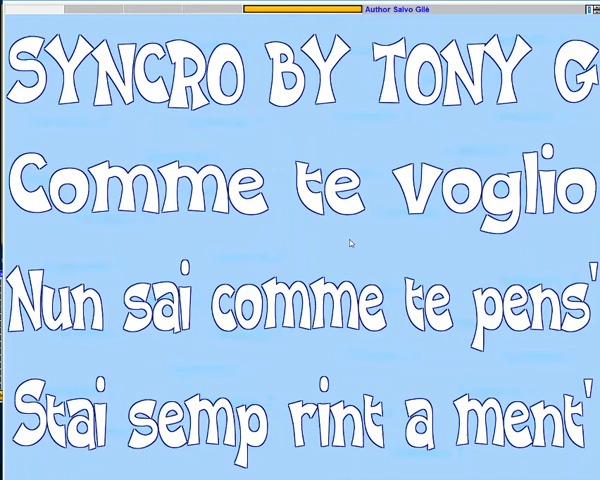 Author Salvo Gilè
SYNCRO BY TONY G
Comme te voglio
Nun sai comme te pens'
Stai semp rint a ment'